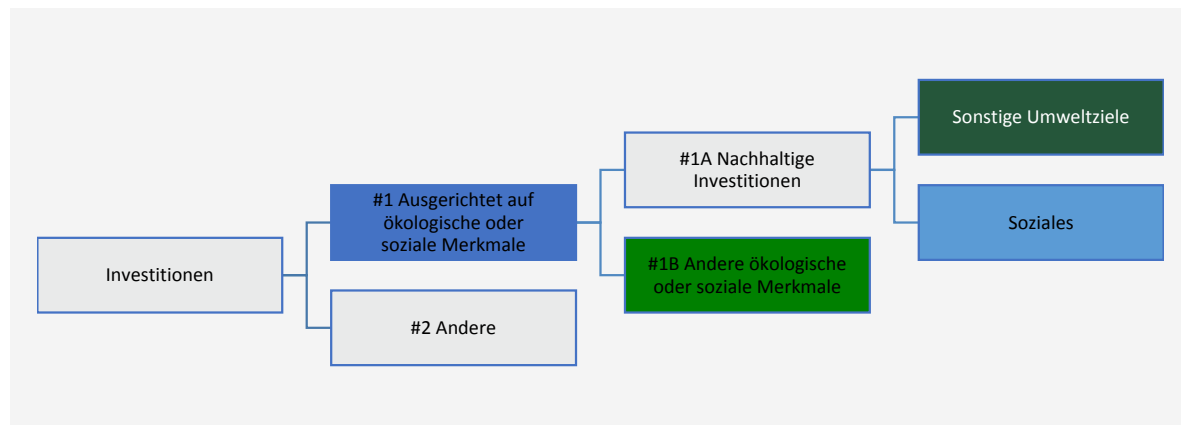 Investitionen
#1 Ausgerichtet auf
ökologische oder
soziale Merkmale
#2 Andere
#1A Nachhaltige
Investitionen
#1B Andere ökologische
oder soziale Merkmale
Sonstige Umweltziele
Soziales